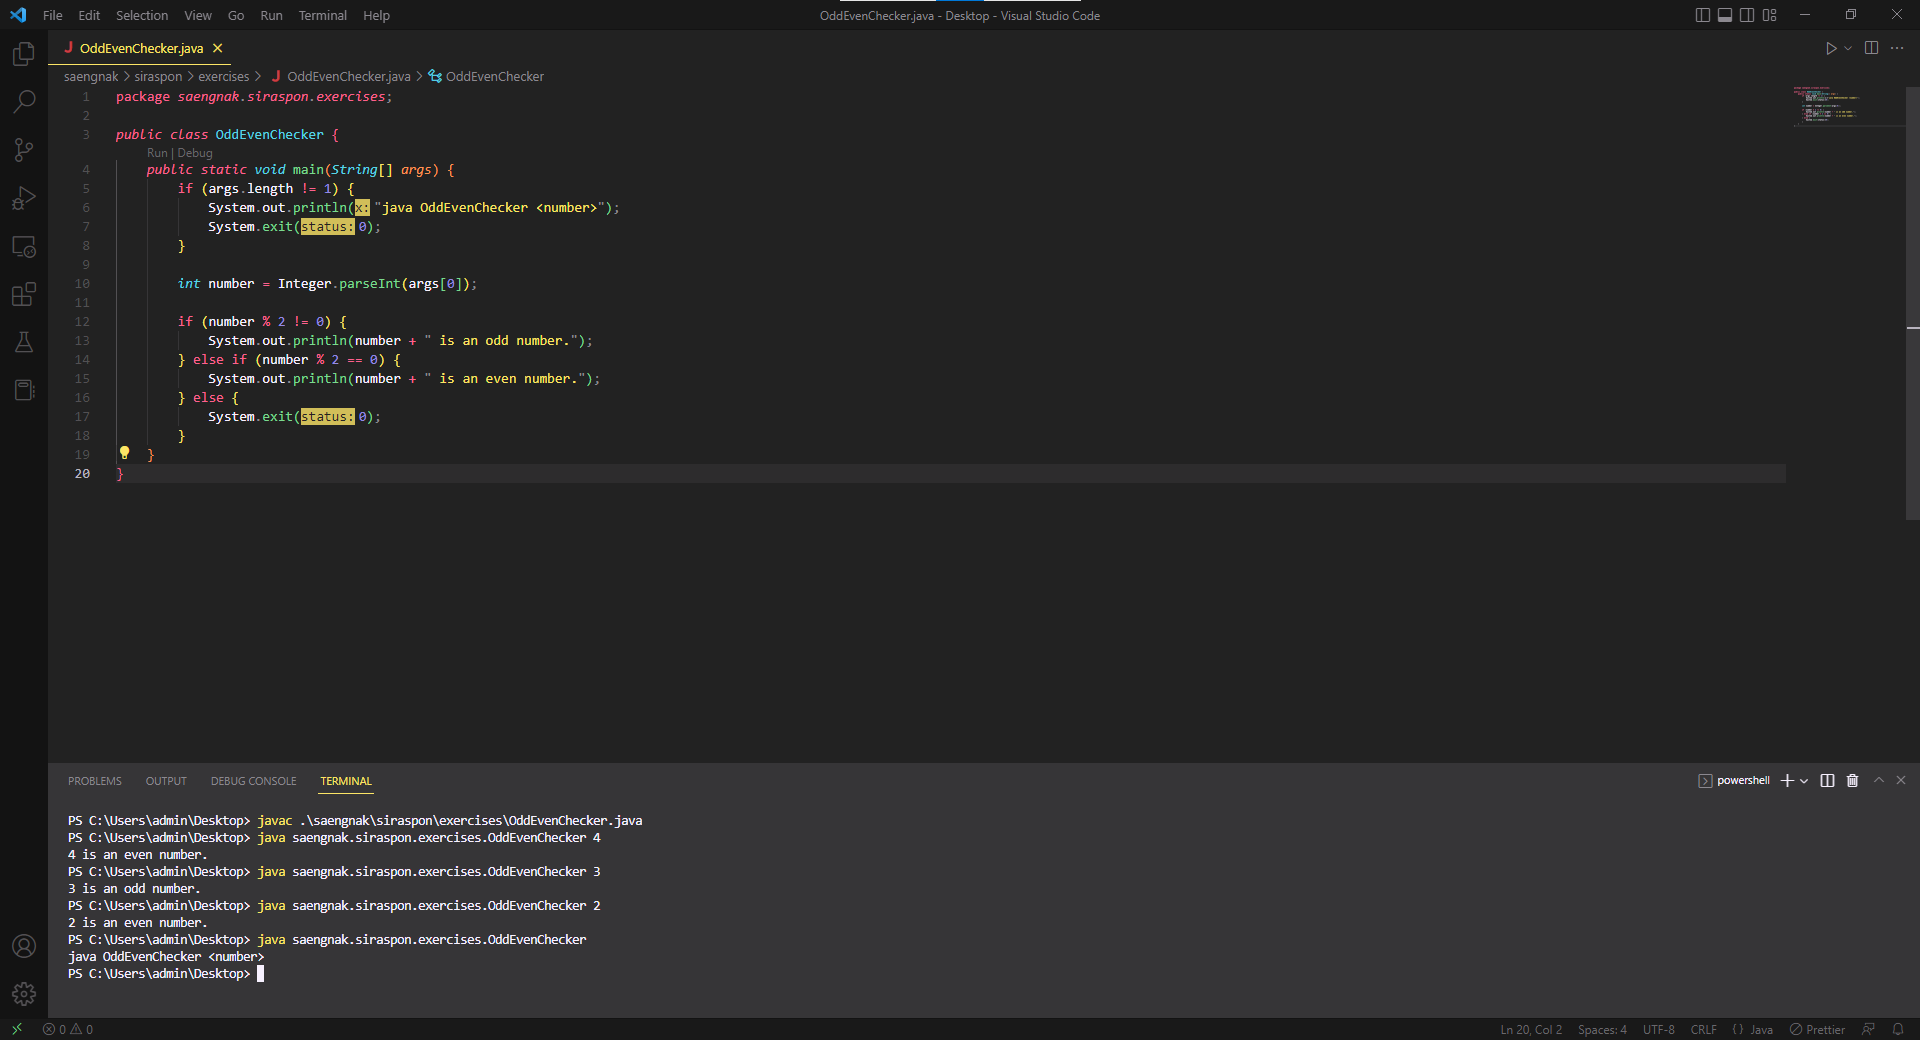 File Edit Selection View Go Run Terminal Help
OddEvenChecker.java - Desktop - Visual Studio Code
OddEvenChecker.java
saengnak > siraspon > exercises > J OddEvenChecker.java > OddEvenChecker
1 package saengnak.siraspon.exercises;
2
3 public class OddEvenChecker {
Run | Debug
4 public static void main(String[] args) {
5 if (args.length != 1) {
6 System.out.println(x: "java OddEvenChecker <number>");
7 System.exit(status: 0);
8 }
9
10 int number = Integer.parseInt(args[0]);
11
12 if (number % 2 != 0) {
13 System.out.println(number + " is an odd number.");
14 } else if (number % 2 == 0) {
15 System.out.println(number + " is an even number.");
16 } else {
17 System.exit(status: 0);
18 }
19 }
20 }
PROBLEMS OUTPUT DEBUG CONSOLE TERMINAL
powershell
PS C:\Users\admin\Desktop> javac .\saengnak\siraspon\exercises\OddEvenChecker.java
PS C:\Users\admin\Desktop> java saengnak.siraspon.exercises.OddEvenChecker 4
4 is an even number.
PS C:\Users\admin\Desktop> java saengnak.siraspon.exercises.OddEvenChecker 3
3 is an odd number.
PS C:\Users\admin\Desktop> java saengnak.siraspon.exercises.OddEvenChecker 2
2 is an even number.
PS C:\Users\admin\Desktop> java saengnak.siraspon.exercises.OddEvenChecker
java OddEvenChecker <number>
PS C:\Users\admin\Desktop>
0 0
Ln 20, Col 2 Spaces: 4 UTF-8 CRLF {} Java Prettier